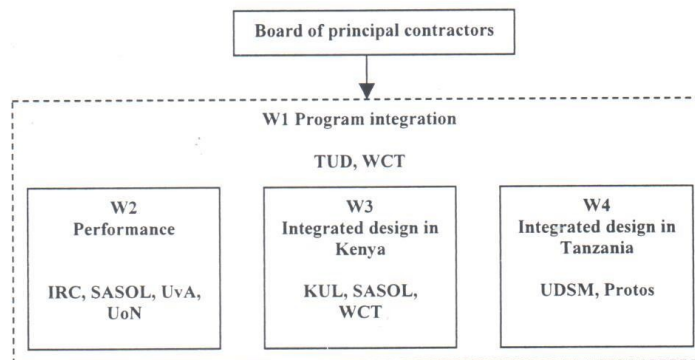 Board of principal contractors
W1 Program integration
TUD, WCT
W2
Performance
IRC, SASOL, UvA,
UoN
W3
Integrated design in
Kenya
KUL, SASOL,
WCT
W4
Integrated design in
Tanzania
UDSM, Protos